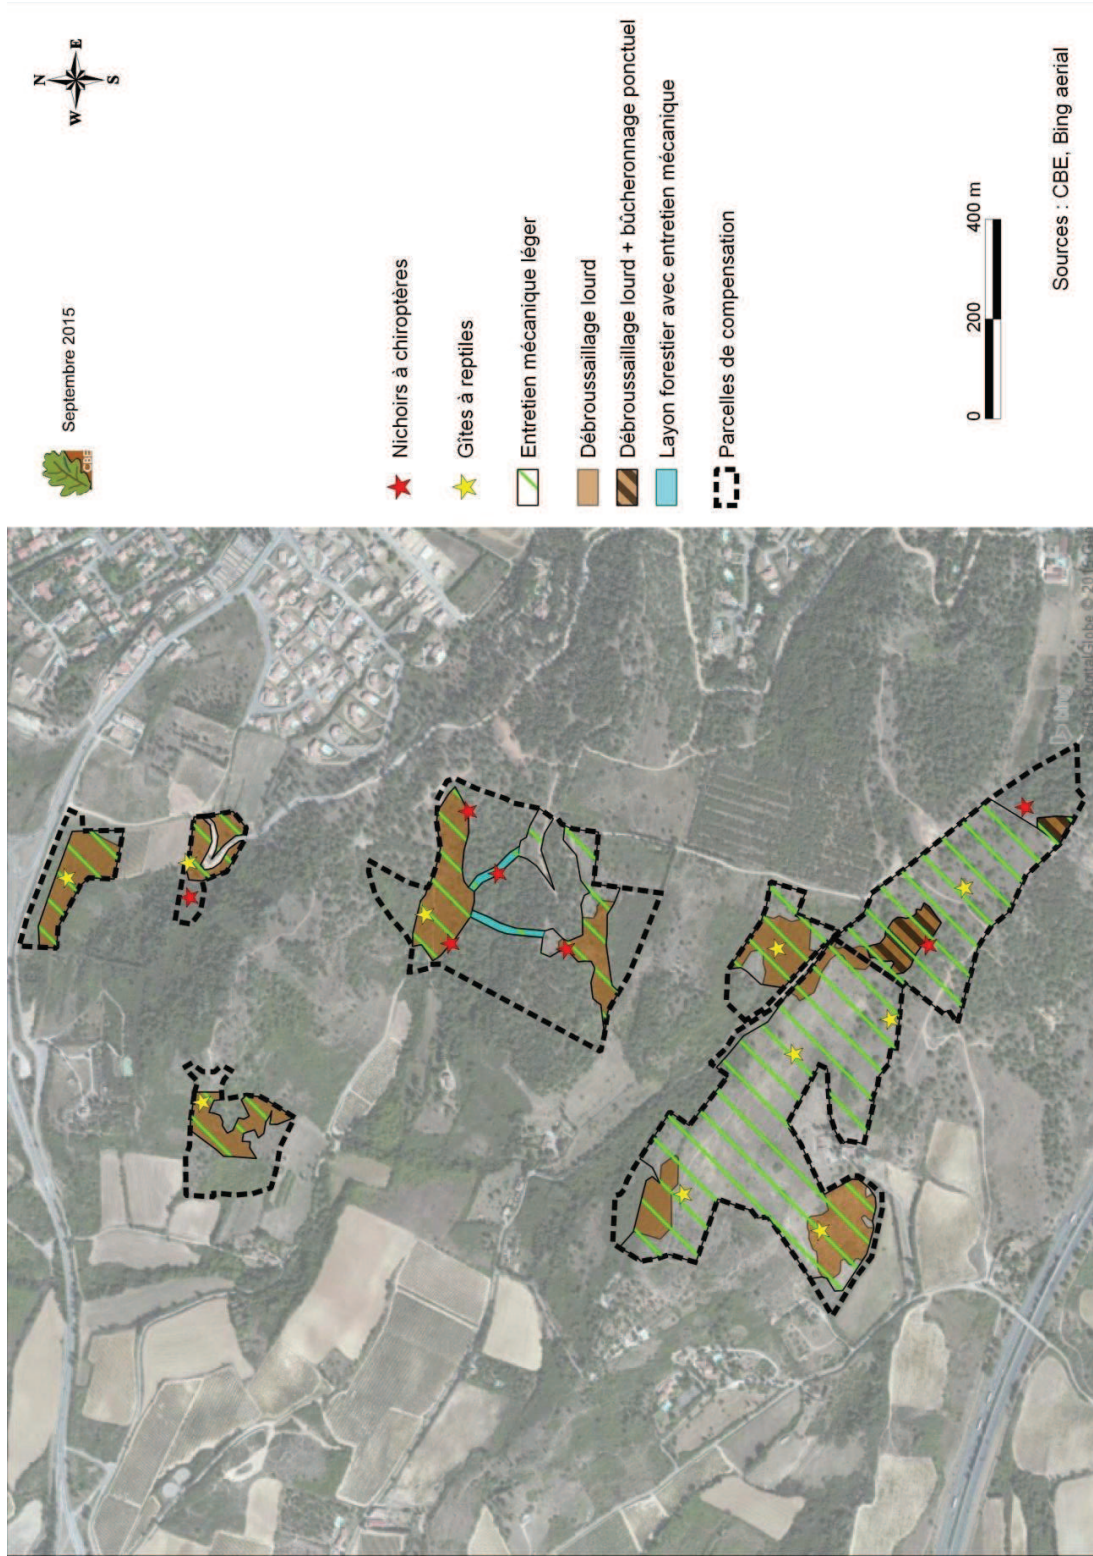 N
W E
S
CBE
Septembre 2015
Nichoirs à chiroptères
Gîtes à reptiles
Entretien mécanique léger
Débroussaillage lourd
Débroussaillage lourd + bûcheronnage ponctuel
Layon forestier avec entretien mécanique
Parcelles de compensation
0 200 400 m
Sources : CBE, Bing aerial